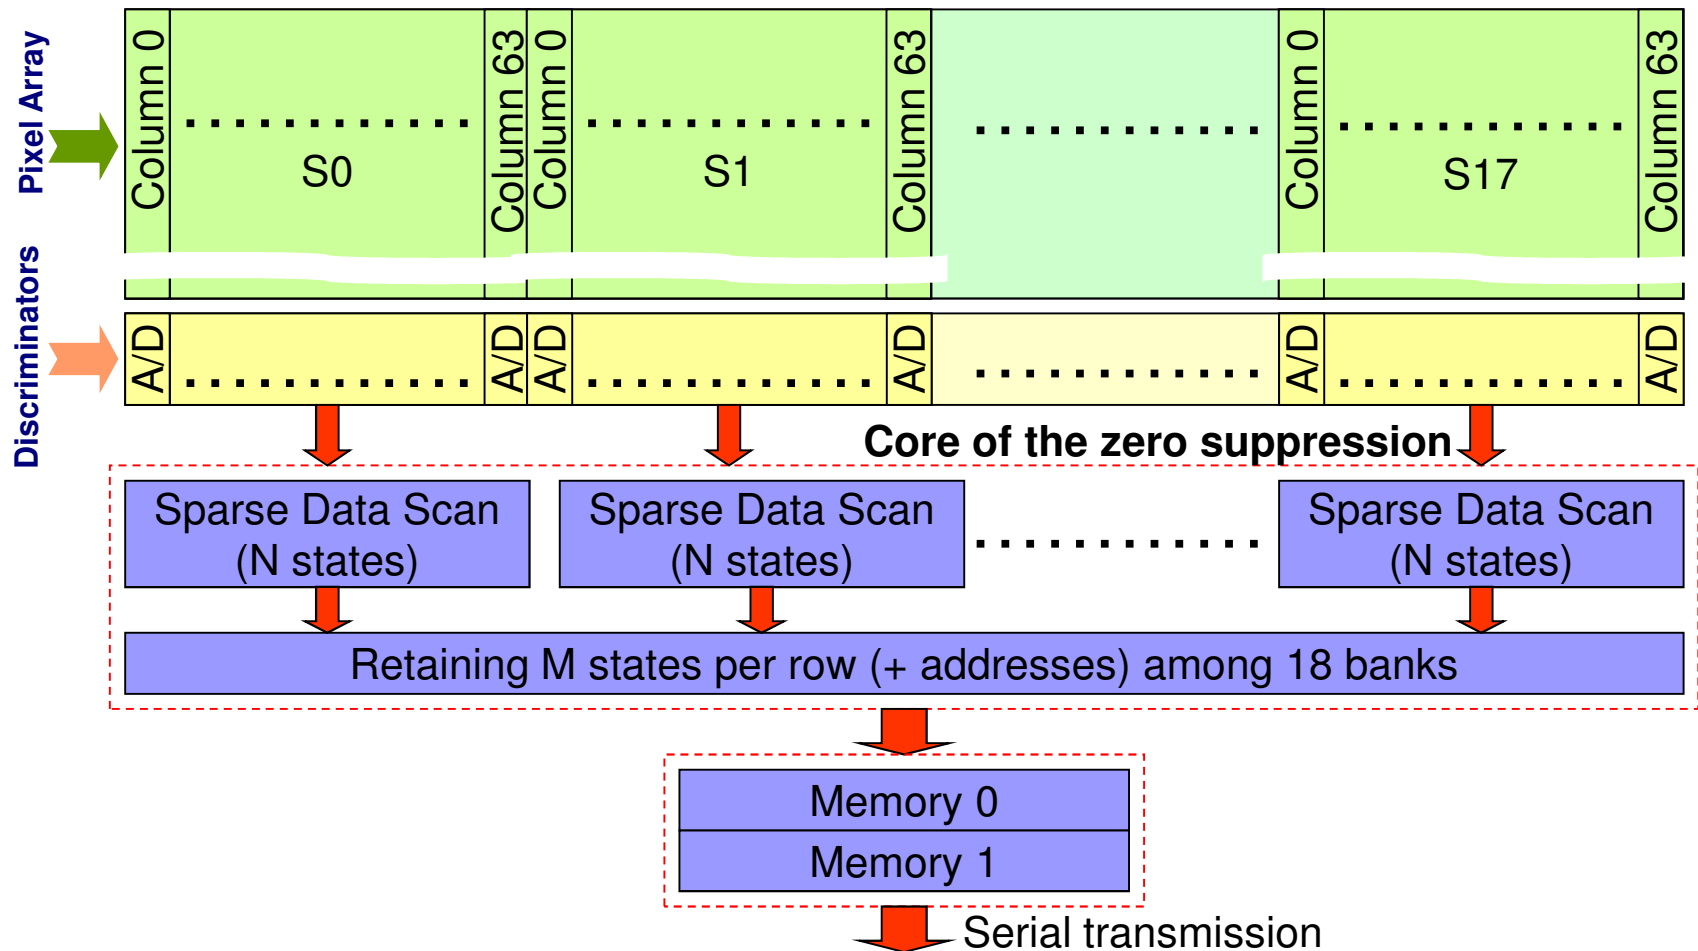 Pixel Array
Column 0
S0
Column 63
Column 0
S1
Column 63
Column 0
S17
Column 63
Discriminators
A/D
A/D
A/D
A/D
A/D
A/D
Core of the zero suppression
Sparse Data Scan
(N states)
Sparse Data Scan
(N states)
Sparse Data Scan
(N states)
Retaining M states per row (+ addresses) among 18 banks
Memory 0
Memory 1
Serial transmission